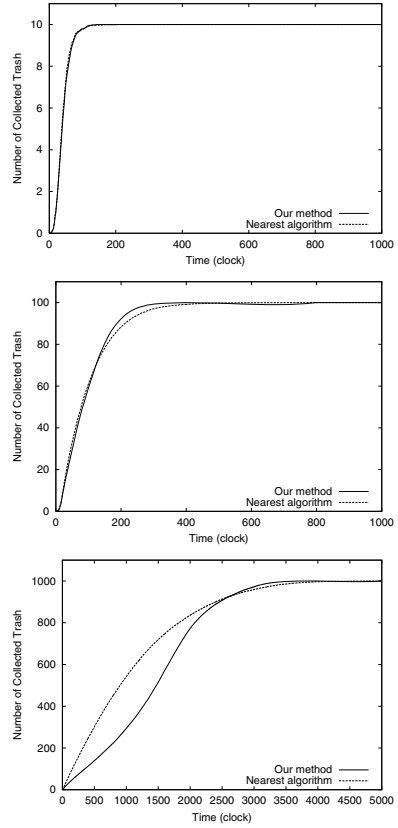 10
8
6
4
2
0
Number of Collected Trash
Our method
Nearest algorithm
0 200 400 600 800 1000
Time (clock)
100
80
60
40
20
0
Number of Collected Trash
Our method
Nearest algorithm
0 200 400 600 800 1000
Time (clock)
1000
800
600
400
200
0
Number of Collected Trash
Our method
Nearest algorithm
0 500 1000 1500 2000 2500 3000 3500 4000 4500 5000
Time (clock)